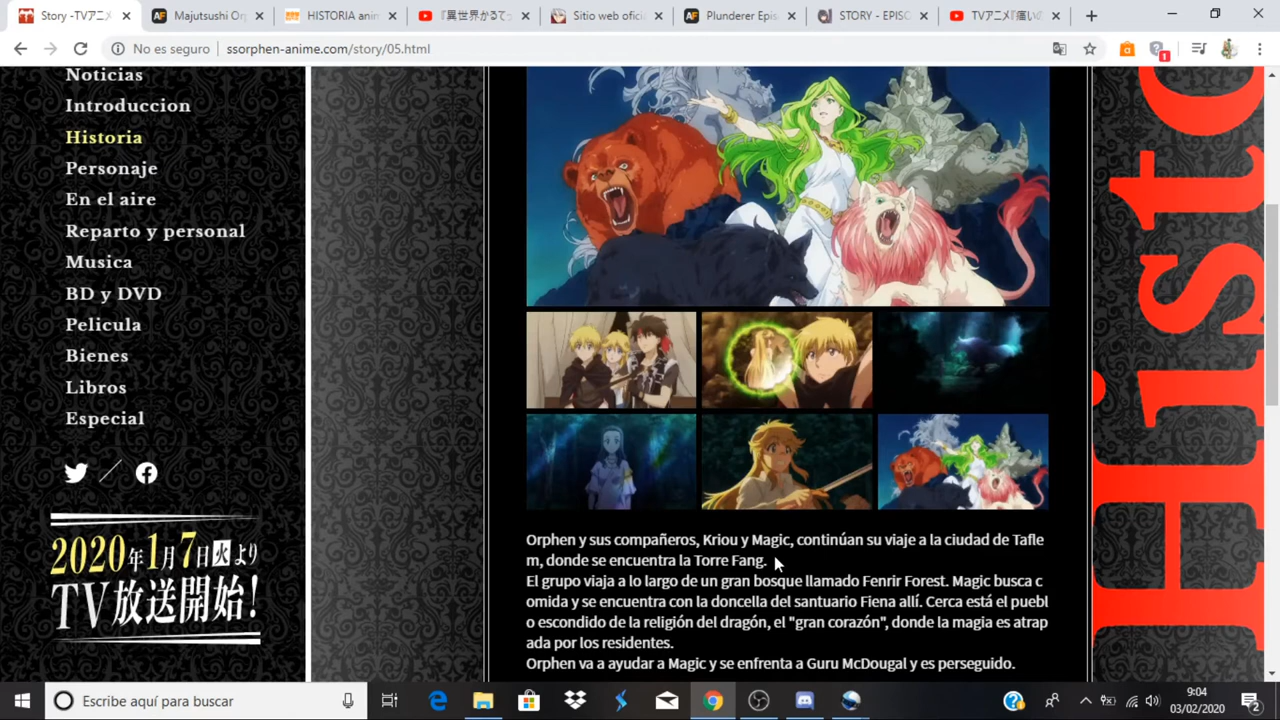 Story -TVアニメ
Majutsushi Or
HISTORIA anim
『異世界かるてっ
Sitio web ofici
Plunderer Epis
STORY - EPISO
TVアニメ『痛いの
No es seguro
ssorphen-anime.com/story/05.html
1
Noticias
Introduccion
Historia
Personaje
En el aire
Reparto y personal
Musica
BD y DVD
Pelicula
Bienes
Libros
Especial
2020年1月7日火より
TV放送開始!
Orphen y sus compañeros, Kriou y Magic, continúan su viaje a la ciudad de Tafle
m, donde se encuentra la Torre Fang.
El grupo viaja a lo largo de un gran bosque llamado Fenrir Forest. Magic busca c
omida y se encuentra con la doncella del santuario Fiena allí. Cerca está el puebl
o escondido de la religión del dragón, el "gran corazón", donde la magia es atrap
ada por los residentes.
Orphen va a ayudar a Magic y se enfrenta a Guru McDougal y es perseguido.
Histo
Escribe aquí para buscar
9:04
03/02/2020
2